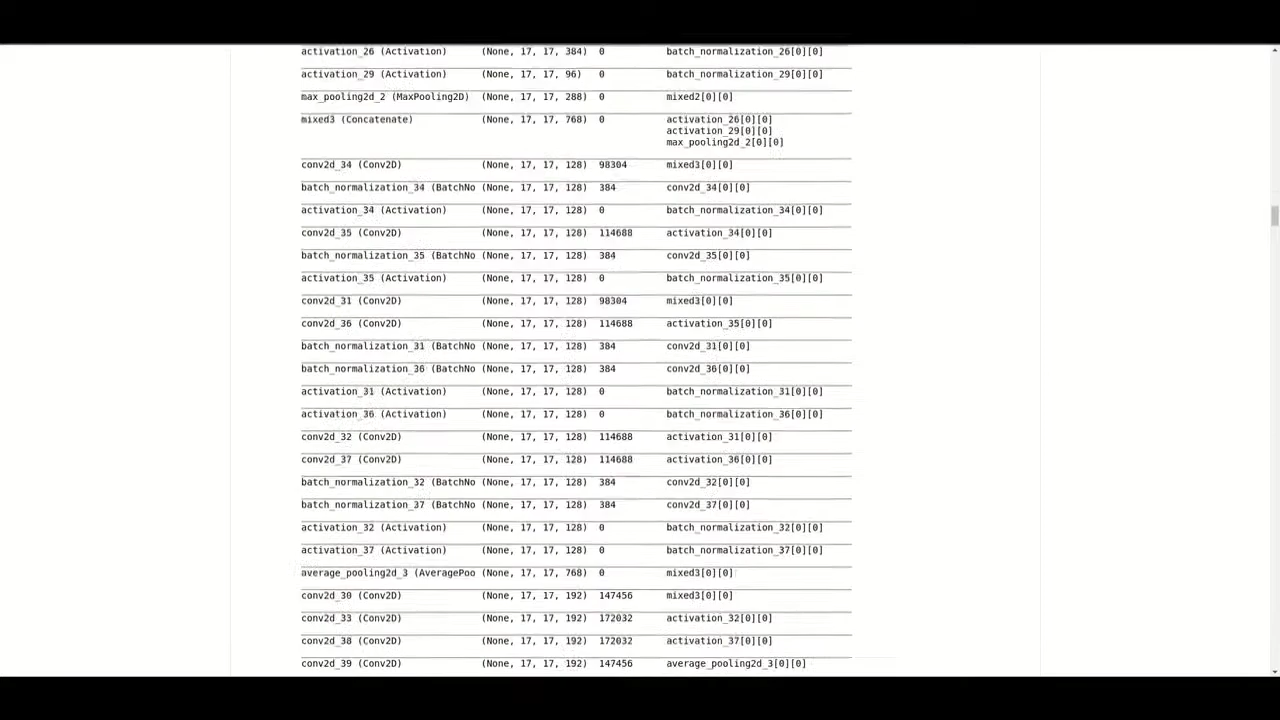 activation_26 (Activation) (None, 17, 17, 384) 0 batch_normalization_26[0][0]
activation_29 (Activation) (None, 17, 17, 96) 0 batch_normalization_29[0][0]
max_pooling2d_2 (MaxPooling2D) (None, 17, 17, 288) 0 mixed2[0][0]
mixed3 (Concatenate) (None, 17, 17, 768) 0 activation_26[0][0]
activation_29[0][0]
max_pooling2d_2[0][0]
conv2d_34 (Conv2D) (None, 17, 17, 128) 98304 mixed3[0][0]
batch_normalization_34 (BatchNo (None, 17, 17, 128) 384 conv2d_34[0][0]
activation_34 (Activation) (None, 17, 17, 128) 0 batch_normalization_34[0][0]
conv2d_35 (Conv2D) (None, 17, 17, 128) 114688 activation_34[0][0]
batch_normalization_35 (BatchNo (None, 17, 17, 128) 384 conv2d_35[0][0]
activation_35 (Activation) (None, 17, 17, 128) 0 batch_normalization_35[0][0]
conv2d_31 (Conv2D) (None, 17, 17, 128) 98304 mixed3[0][0]
conv2d_36 (Conv2D) (None, 17, 17, 128) 114688 activation_35[0][0]
batch_normalization_31 (BatchNo (None, 17, 17, 128) 384 conv2d_31[0][0]
batch_normalization_36 (BatchNo (None, 17, 17, 128) 384 conv2d_36[0][0]
activation_31 (Activation) (None, 17, 17, 128) 0 batch_normalization_31[0][0]
activation_36 (Activation) (None, 17, 17, 128) 0 batch_normalization_36[0][0]
conv2d_32 (Conv2D) (None, 17, 17, 128) 114688 activation_31[0][0]
conv2d_37 (Conv2D) (None, 17, 17, 128) 114688 activation_36[0][0]
batch_normalization_32 (BatchNo (None, 17, 17, 128) 384 conv2d_32[0][0]
batch_normalization_37 (BatchNo (None, 17, 17, 128) 384 conv2d_37[0][0]
activation_32 (Activation) (None, 17, 17, 128) 0 batch_normalization_32[0][0]
activation_37 (Activation) (None, 17, 17, 128) 0 batch_normalization_37[0][0]
average_pooling2d_3 (AveragePoo (None, 17, 17, 768) 0 mixed3[0][0]
conv2d_30 (Conv2D) (None, 17, 17, 192) 147456 mixed3[0][0]
conv2d_33 (Conv2D) (None, 17, 17, 192) 172032 activation_32[0][0]
conv2d_38 (Conv2D) (None, 17, 17, 192) 172032 activation_37[0][0]
conv2d_39 (Conv2D) (None, 17, 17, 192) 147456 average_pooling2d_3[0][0]